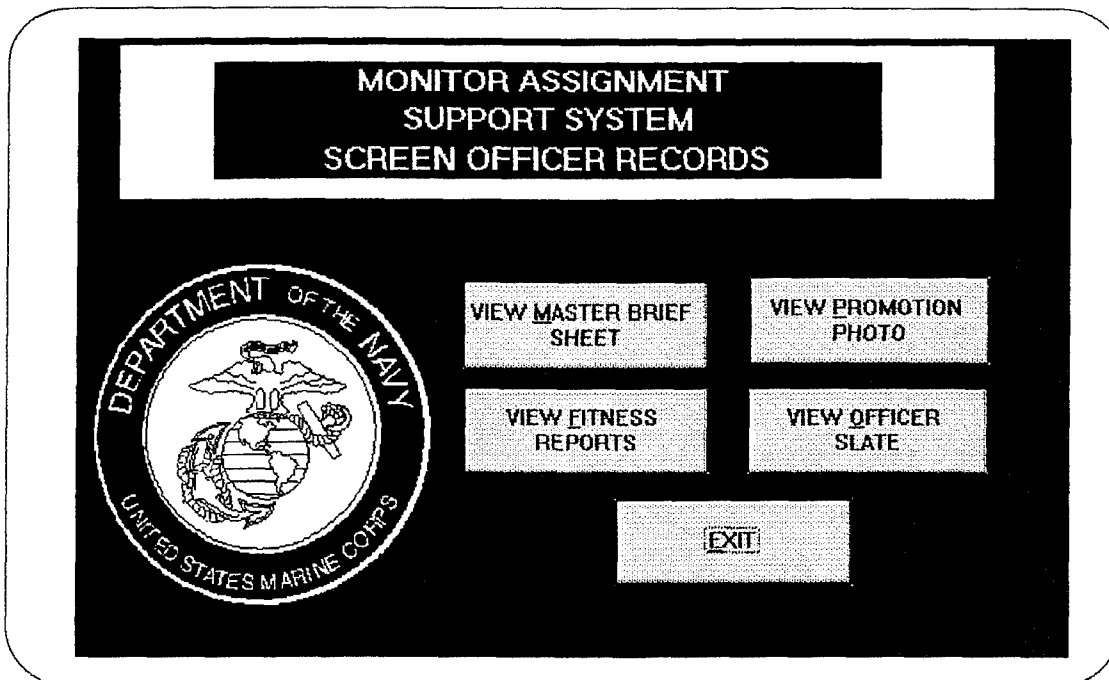 MONITOR ASSIGNMENT
SUPPORT SYSTEM
SCREEN OFFICER RECORDS
DEPARTMENT OF THE NAVY
UNITED STATES MARINE CORPS
VIEW MASTER BRIEF
SHEET
VIEW PROMOTION
PHOTO
VIEW FITNESS
REPORTS
VIEW OFFICER
SLATE
EXIT